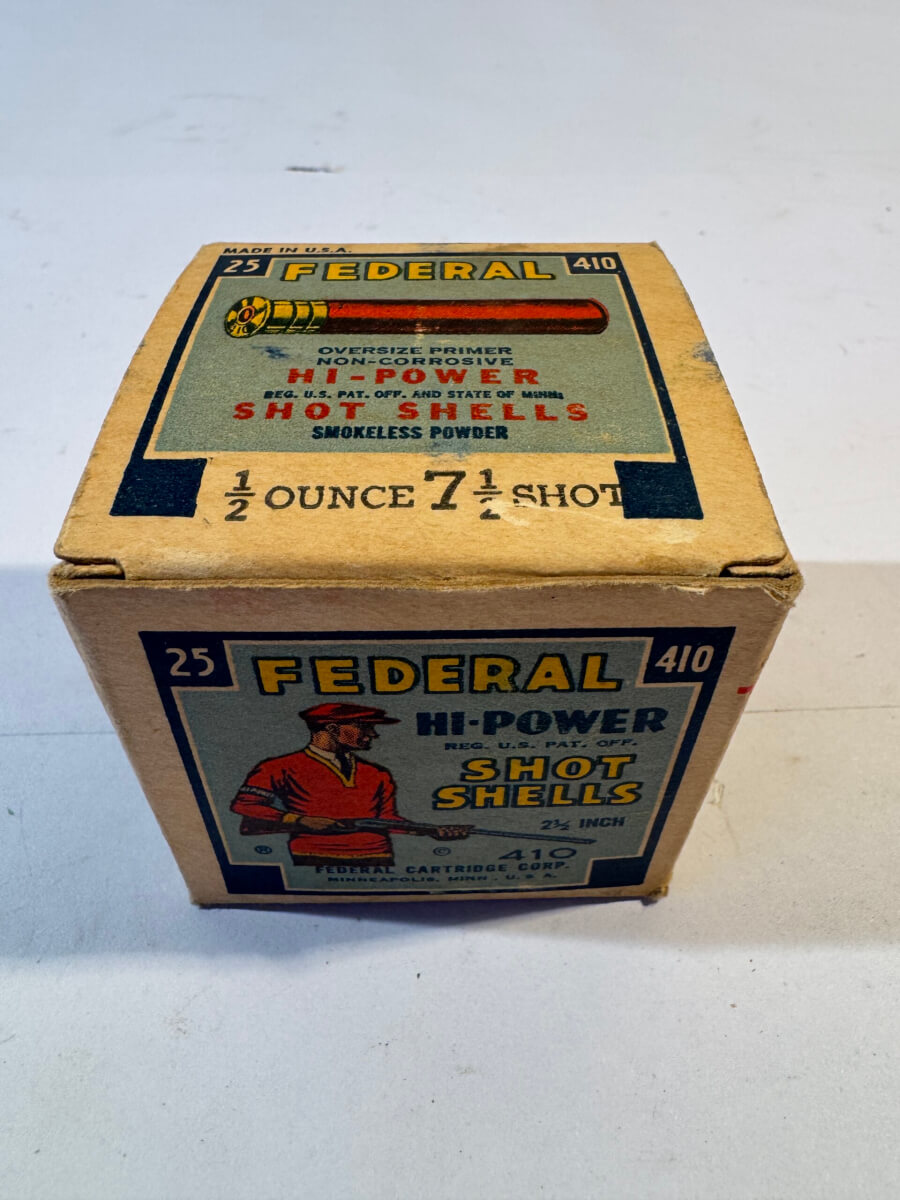 MADE IN U.S.A.
25 FEDERAL 410
OVERSIZE PRIMER
NON-CORROSIVE
HI-POWER
REG. U.S. PAT. OFF. AND STATE OF MINN.
SHOT SHELLS
SMOKELESS POWDER
1/2 OUNCE 7 1/2 SHOT
25 FEDERAL 410
HI-POWER
REG. U.S. PAT. OFF.
SHOT
SHELLS
2½ INCH
® © 410
FEDERAL CARTRIDGE CORP.
MINNEAPOLIS, MINN., U.S.A.